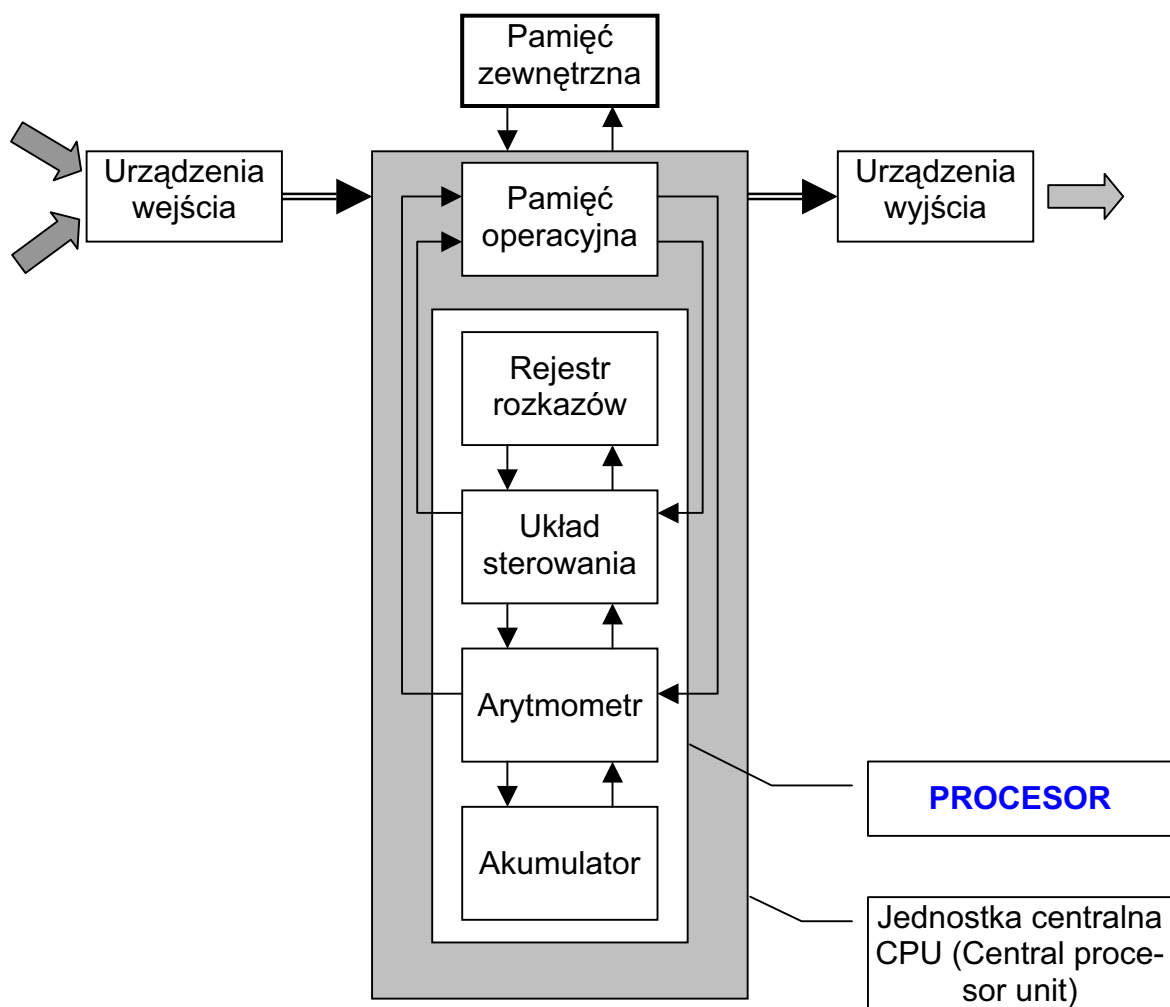 Pamięć
zewnętrzna
Urządzenia
wejścia
Pamięć
operacyjna
Urządzenia
wyjścia
Rejestr
rozkazów
Układ
sterowania
Arytmometr
Akumulator
PROCESOR
Jednostka centralna
CPU (Central proce-
sor unit)